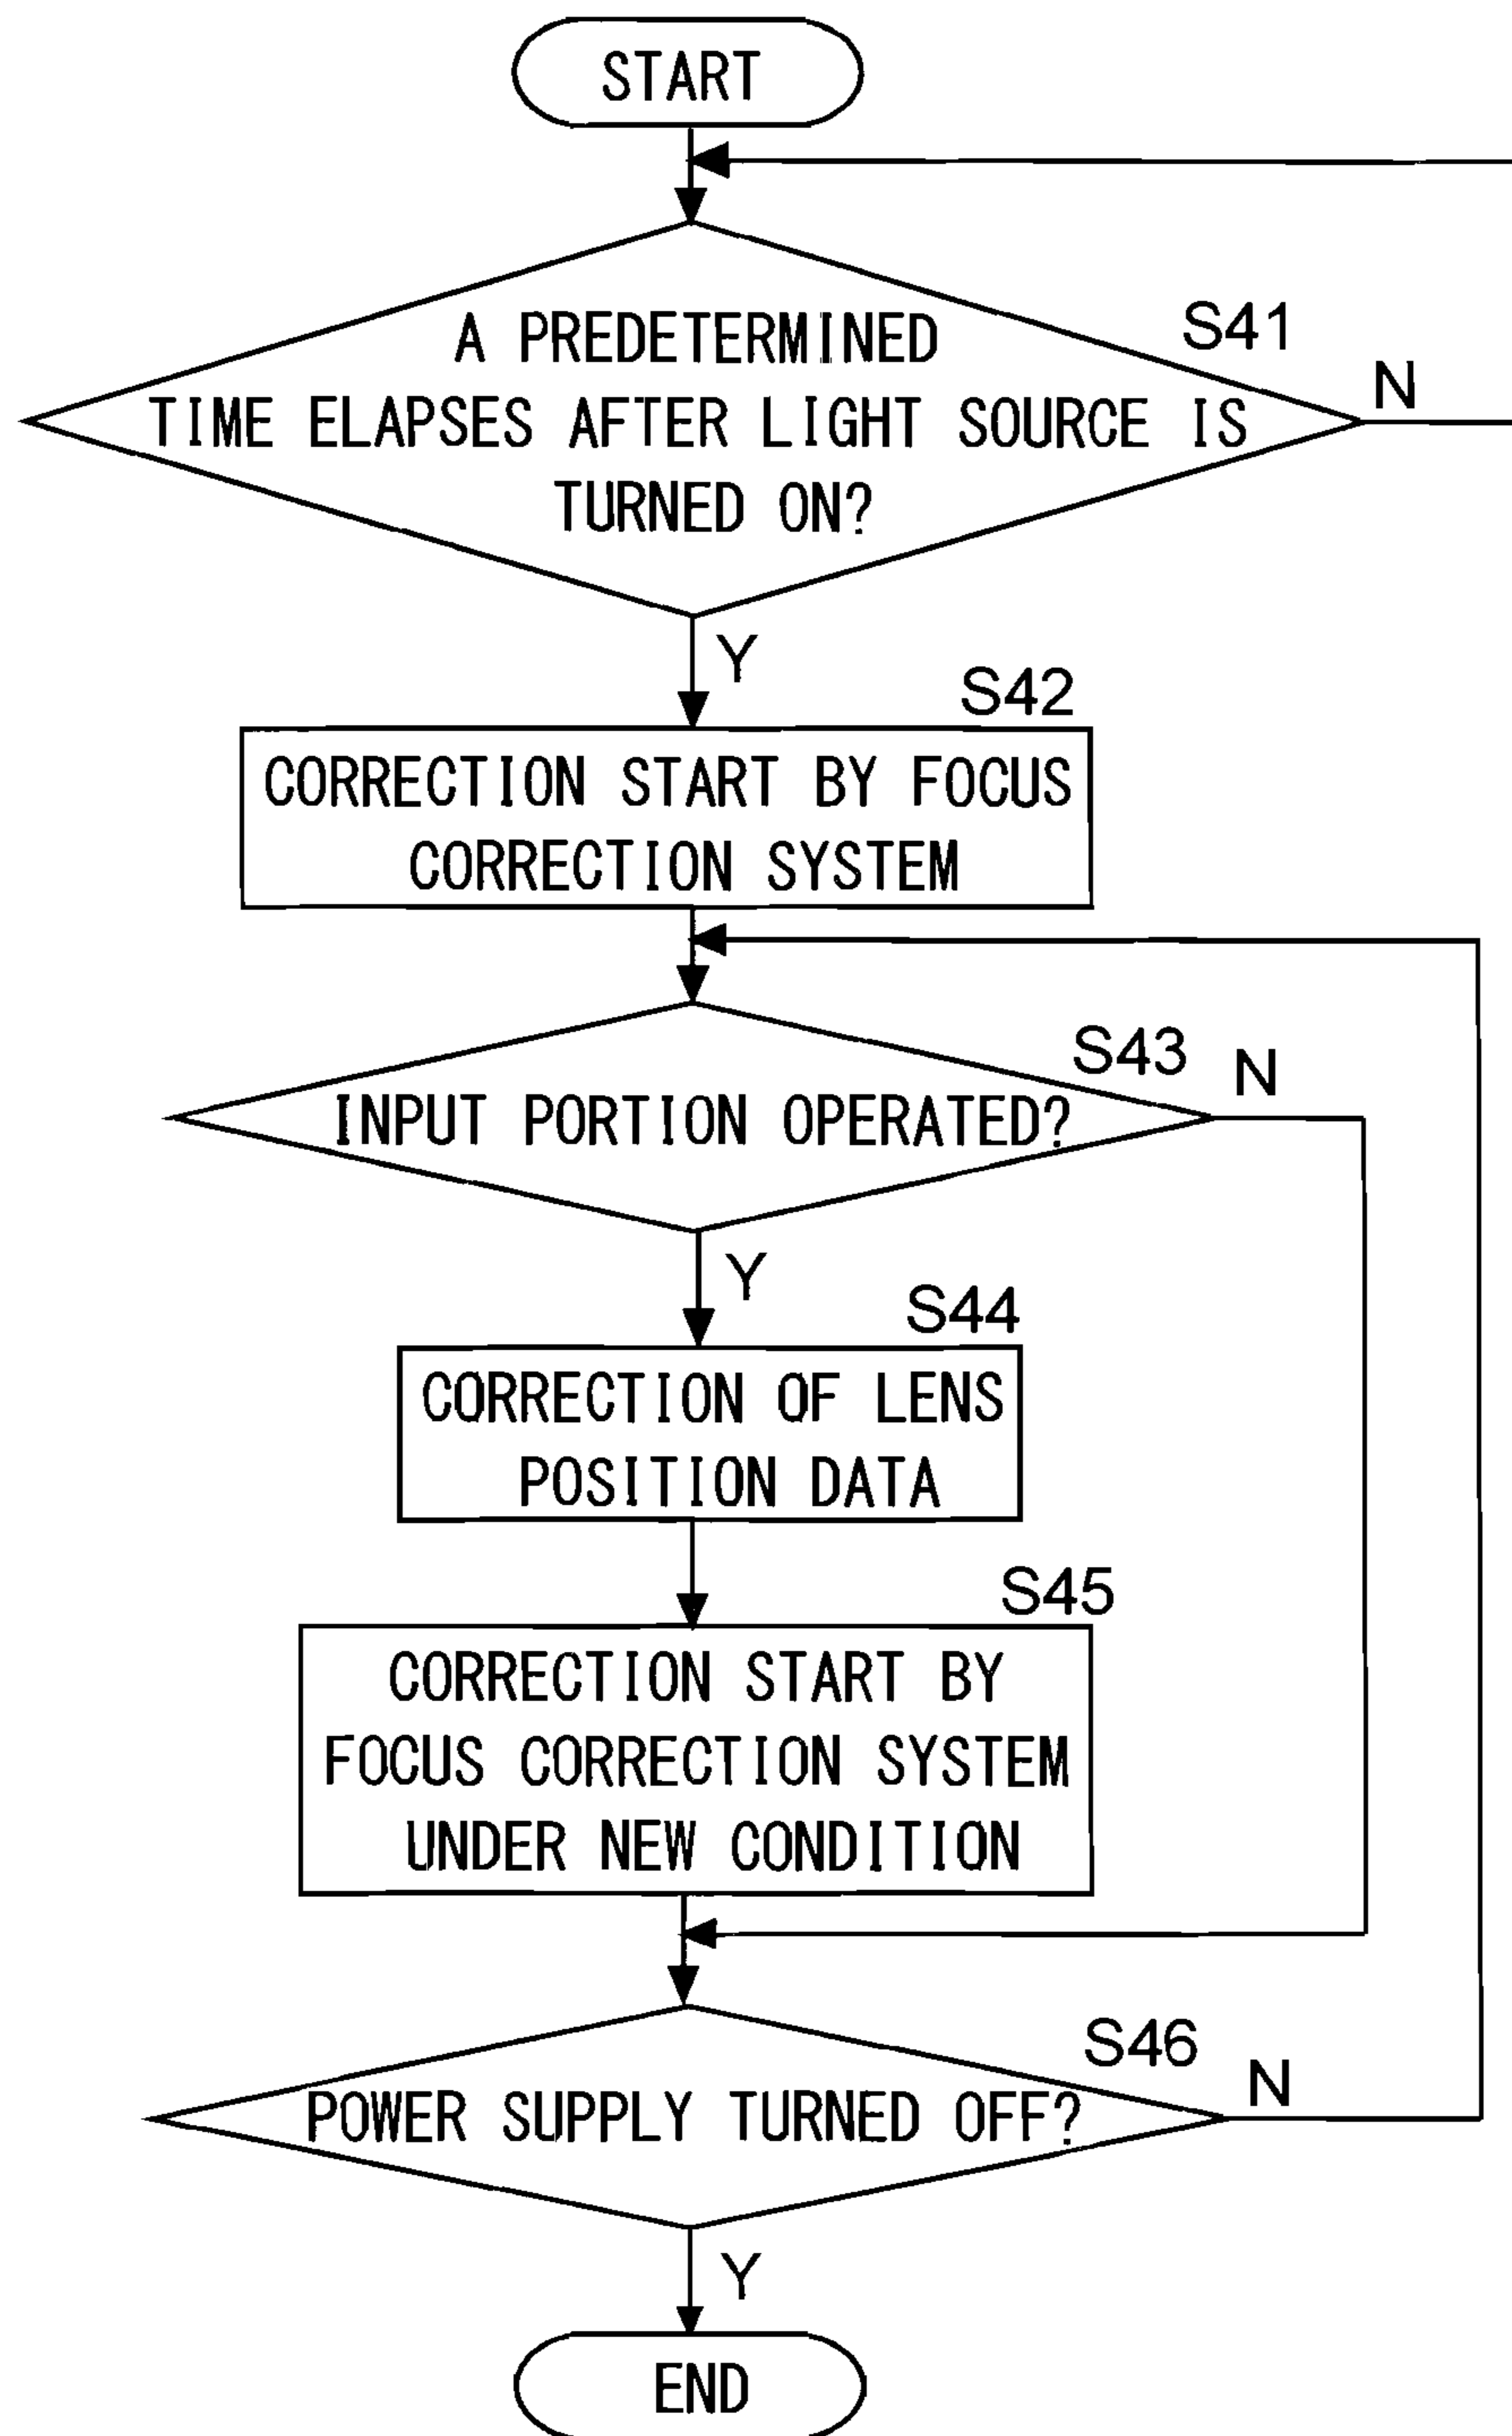 START
A PREDETERMINED
TIME ELAPSES AFTER LIGHT SOURCE IS
TURNED ON?
S41
N
Y
S42
CORRECTION START BY FOCUS
CORRECTION SYSTEM
S43
N
INPUT PORTION OPERATED?
Y
S44
CORRECTION OF LENS
POSITION DATA
S45
CORRECTION START BY
FOCUS CORRECTION SYSTEM
UNDER NEW CONDITION
S46
N
POWER SUPPLY TURNED OFF?
Y
END